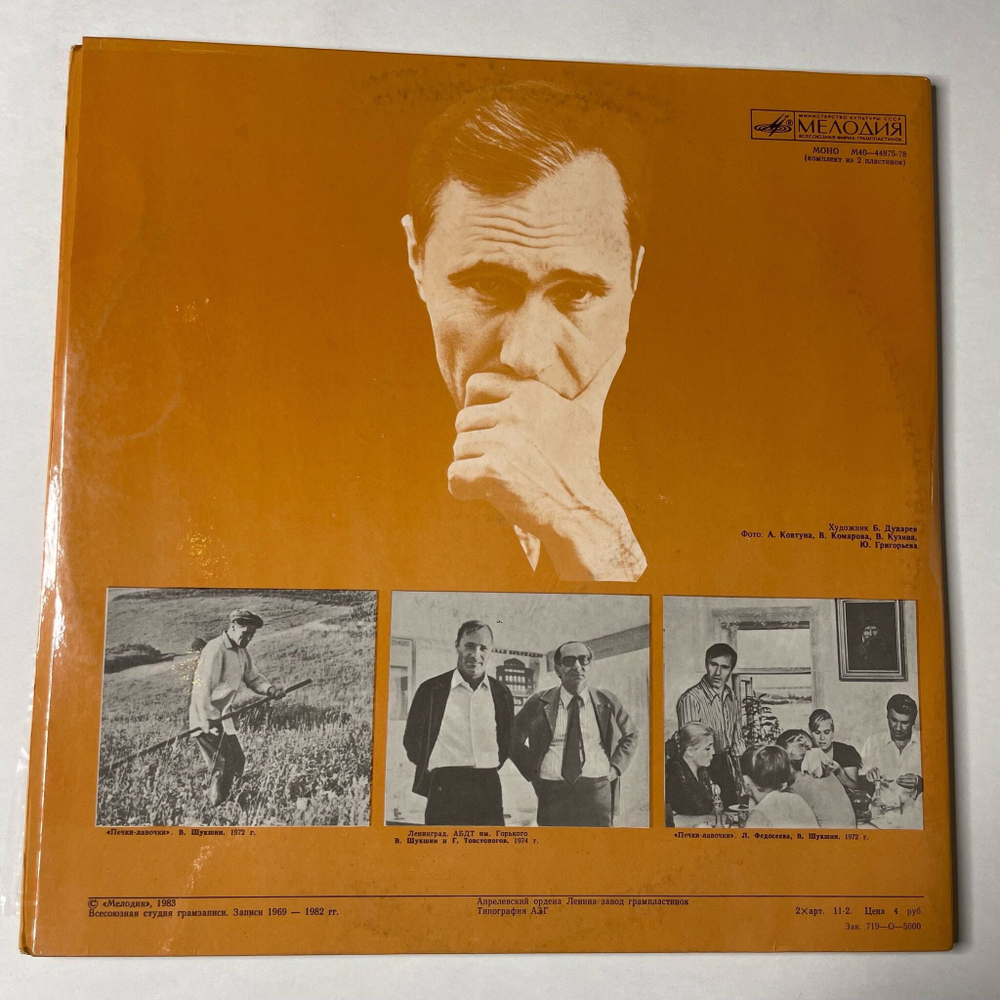 МИНИСТЕРСТВО КУЛЬТУРЫ СССР
МЕЛОДИЯ
ВСЕСОЮЗНАЯ ФИРМА ГРАМПЛАСТИНОК
МОНО М40—44875-78
(комплект из 2 пластинок)
Художник Б. Дударев
Фото: А. Ковтуна, В. Комарова, В. Кузина,
Ю. Григорьева
«Печки-лавочки». В. Шукшин. 1972 г.
Ленинград. АБДТ им. Горького
В. Шукшин и Г. Товстоногов. 1974 г.
«Печки-лавочки». Л. Федосеева, В. Шукшин. 1972 г.
© «Мелодия», 1983
Всесоюзная студия грамзаписи. Записи 1969 — 1982 гг.
Апрелевский ордена Ленина завод грампластинок
Типография АЗГ
2×арт. 11-2. Цена 4 руб.
Зак. 719—О—5000